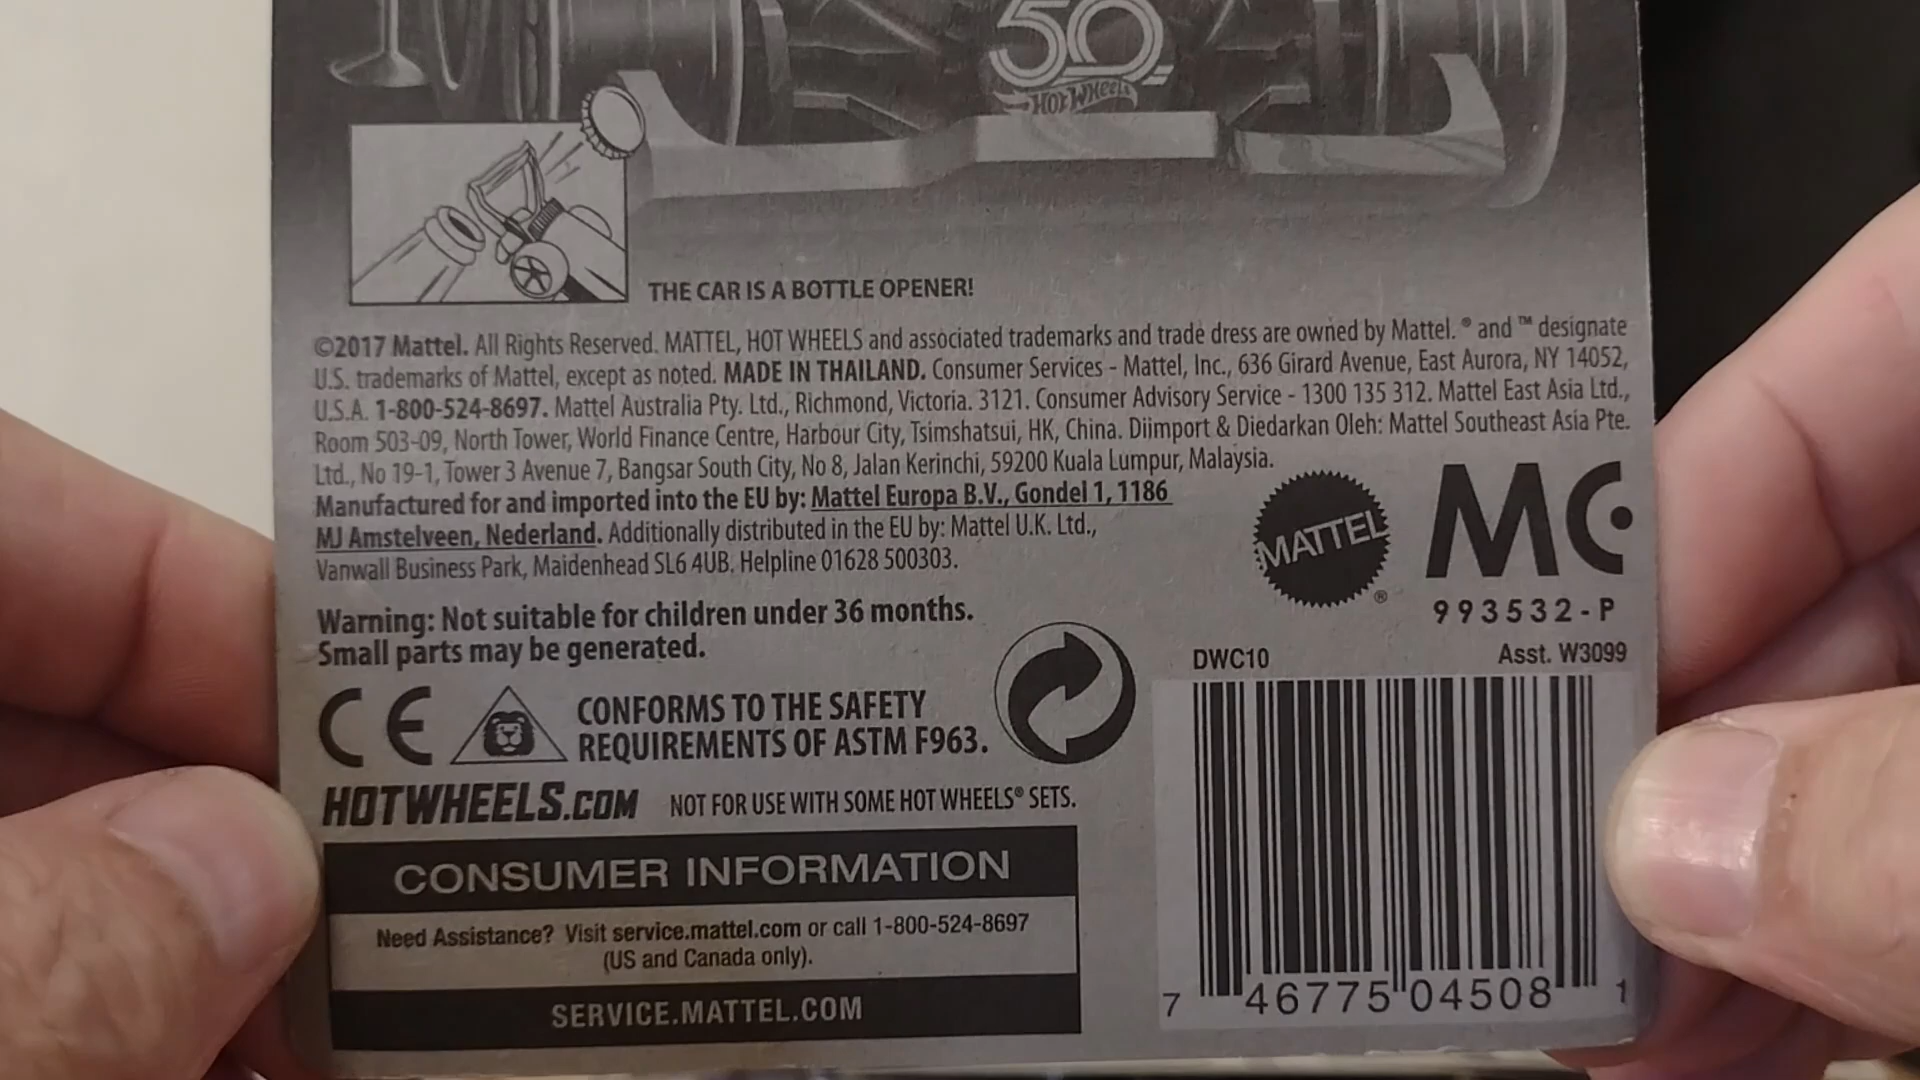 50
HOT WHEELS
THE CAR IS A BOTTLE OPENER!
©2017 Mattel. All Rights Reserved. MATTEL, HOT WHEELS and associated trademarks and trade dress are owned by Mattel. ® and ™ designate
U.S. trademarks of Mattel, except as noted. MADE IN THAILAND. Consumer Services - Mattel, Inc., 636 Girard Avenue, East Aurora, NY 14052,
U.S.A. 1-800-524-8697. Mattel Australia Pty. Ltd., Richmond, Victoria. 3121. Consumer Advisory Service - 1300 135 312. Mattel East Asia Ltd.,
Room 503-09, North Tower, World Finance Centre, Harbour City, Tsimshatsui, HK, China. Diimport & Diedarkan Oleh: Mattel Southeast Asia Pte.
Ltd., No 19-1, Tower 3 Avenue 7, Bangsar South City, No 8, Jalan Kerinchi, 59200 Kuala Lumpur, Malaysia.
Manufactured for and imported into the EU by: Mattel Europa B.V., Gondel 1, 1186
MJ Amstelveen, Nederland. Additionally distributed in the EU by: Mattel U.K. Ltd.,
Vanwall Business Park, Maidenhead SL6 4UB. Helpline 01628 500303.
MATTEL®
MC
993532-P
Warning: Not suitable for children under 36 months.
Small parts may be generated.
DWC10
Asst. W3099
CE
CONFORMS TO THE SAFETY
REQUIREMENTS OF ASTM F963.
HOTWHEELS.COM
NOT FOR USE WITH SOME HOT WHEELS® SETS.
CONSUMER INFORMATION
Need Assistance? Visit service.mattel.com or call 1-800-524-8697
(US and Canada only).
SERVICE.MATTEL.COM
7 46775 04508 1